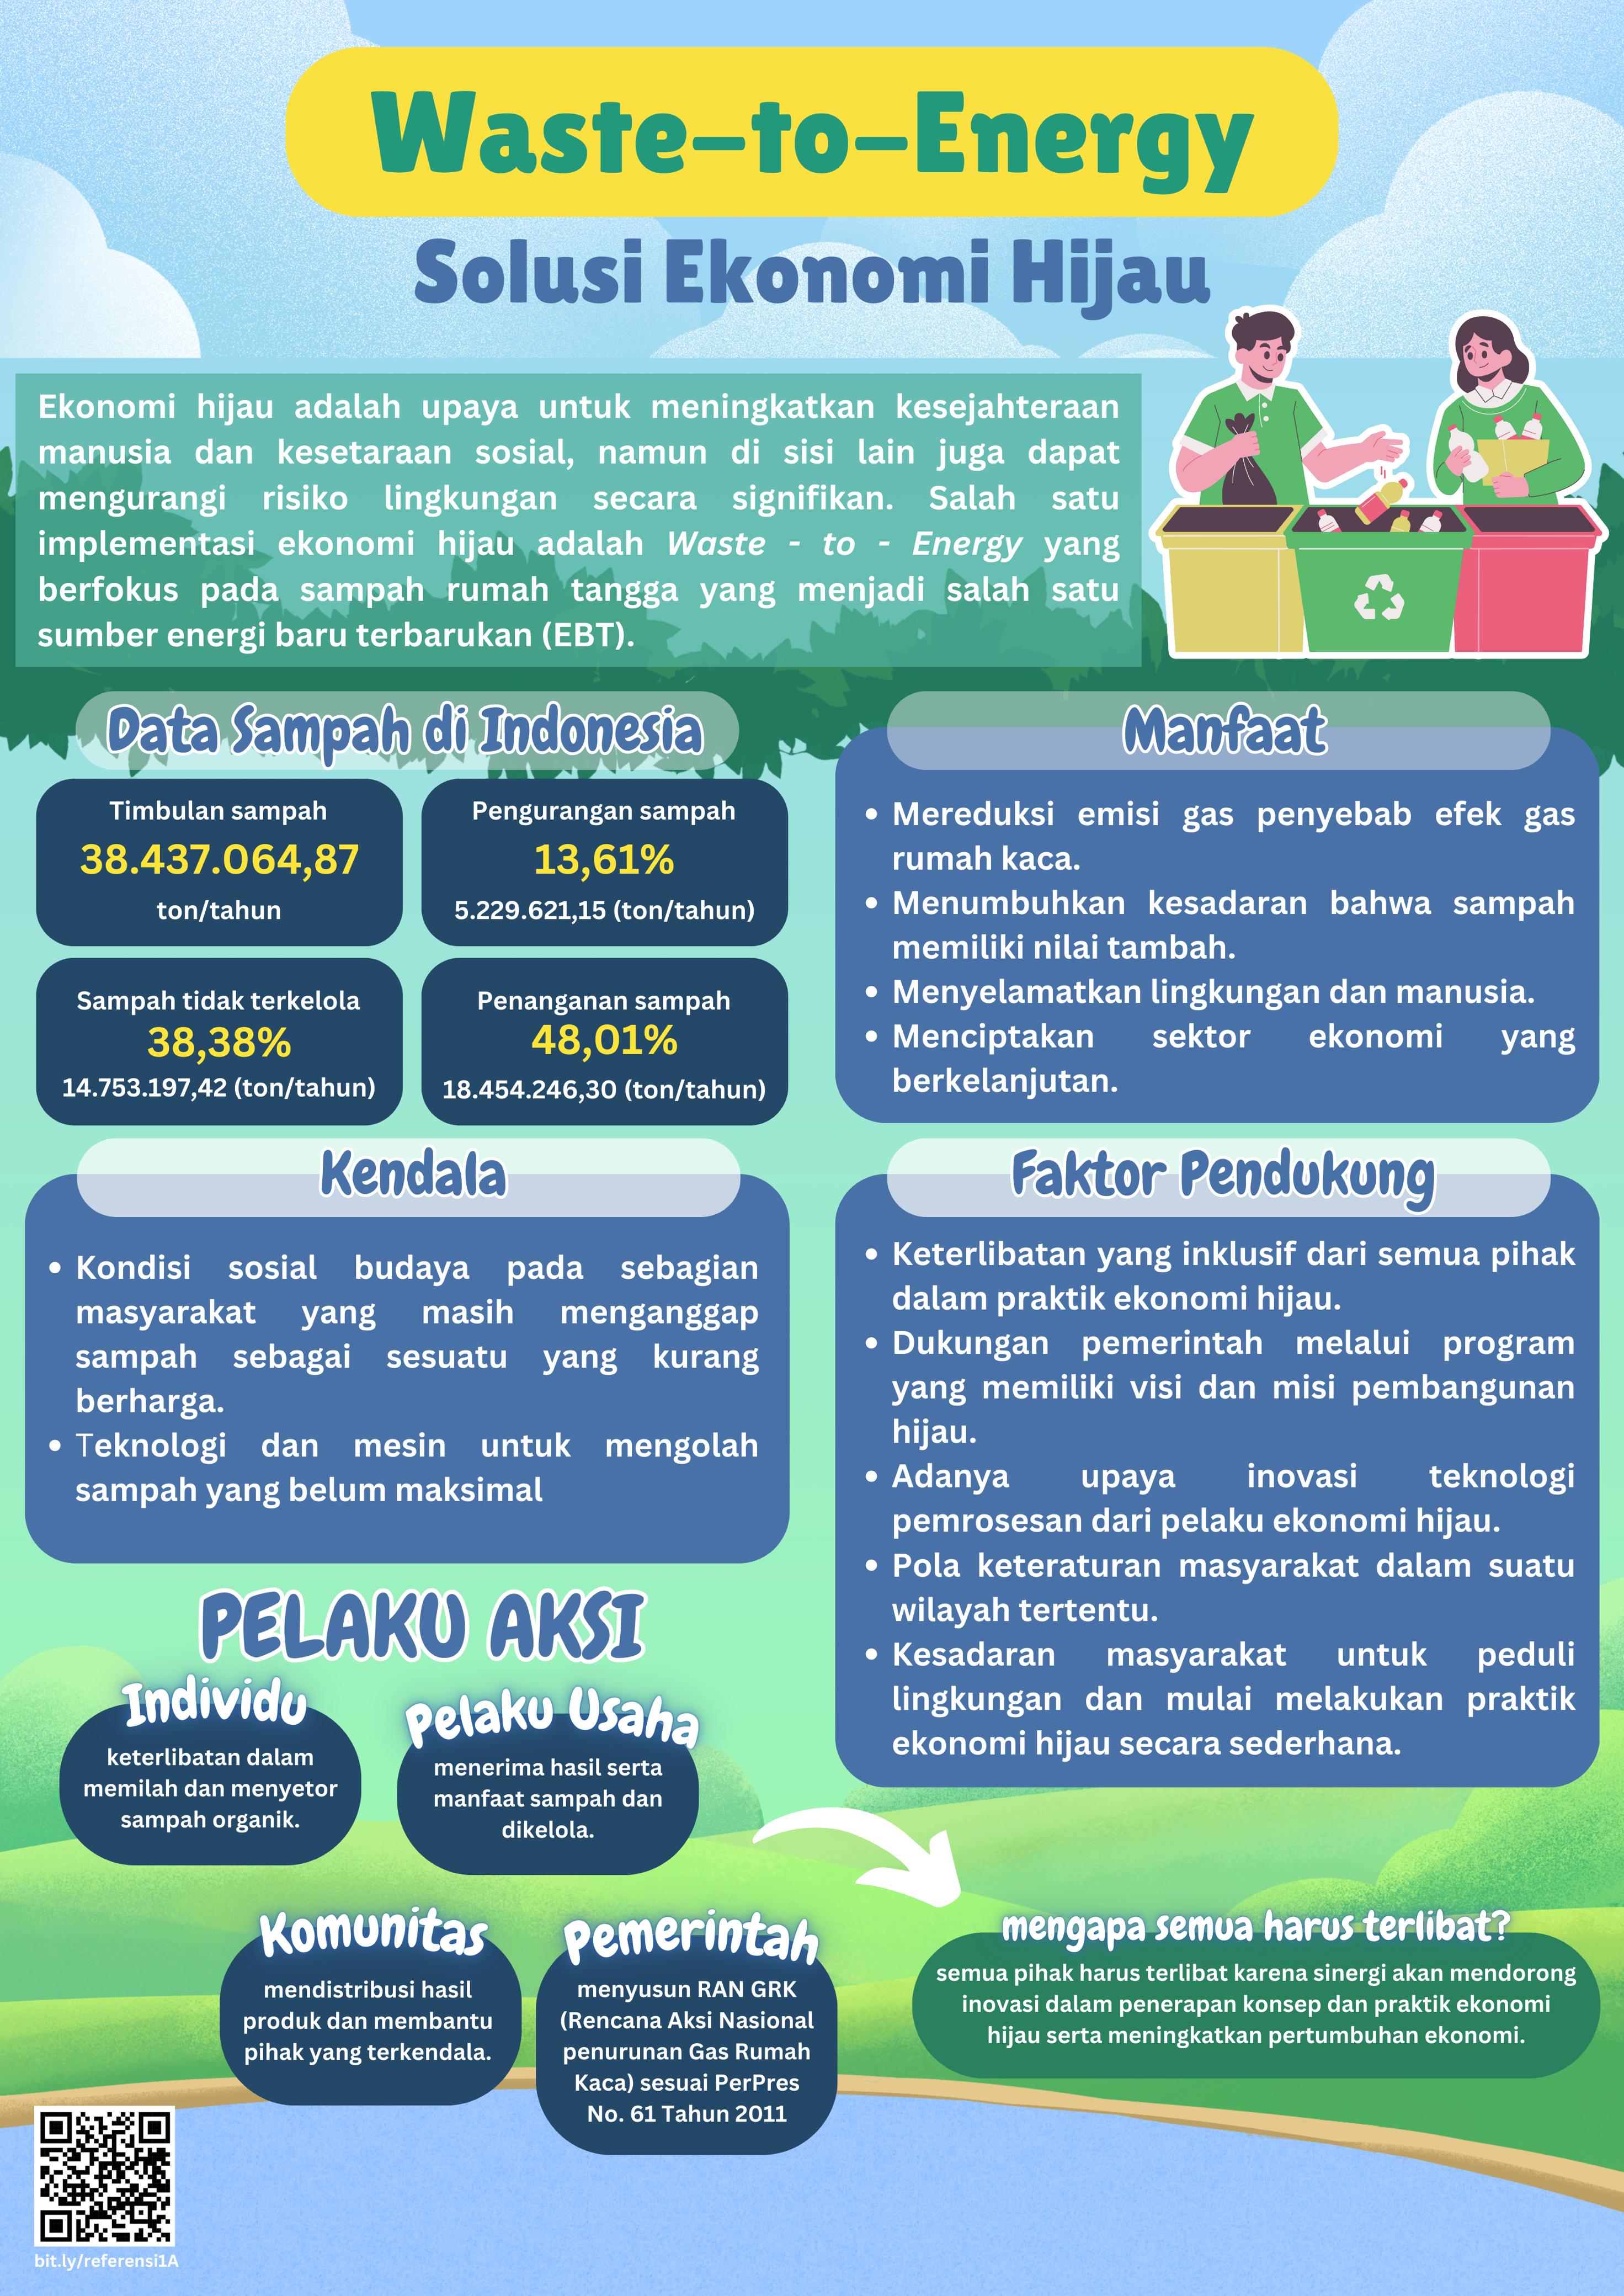 Waste-to-Energy
Solusi Ekonomi Hijau
Ekonomi hijau adalah upaya untuk meningkatkan kesejahteraan
manusia dan kesetaraan sosial, namun di sisi lain juga dapat
mengurangi risiko lingkungan secara signifikan. Salah satu
implementasi ekonomi hijau adalah Waste - to - Energy yang
berfokus pada sampah rumah tangga yang menjadi salah satu
sumber energi baru terbarukan (EBT).
Data Sampah di Indonesia
Timbulan sampah
38.437.064,87
ton/tahun
Pengurangan sampah
13,61%
5.229.621,15 (ton/tahun)
Sampah tidak terkelola
38,38%
14.753.197,42 (ton/tahun)
Penanganan sampah
48,01%
18.454.246,30 (ton/tahun)
Manfaat
• Mereduksi emisi gas penyebab efek gas
rumah kaca.
• Menumbuhkan kesadaran bahwa sampah
memiliki nilai tambah.
• Menyelamatkan lingkungan dan manusia.
• Menciptakan sektor ekonomi yang
berkelanjutan.
Kendala
• Kondisi sosial budaya pada sebagian
masyarakat yang masih menganggap
sampah sebagai sesuatu yang kurang
berharga.
• Teknologi dan mesin untuk mengolah
sampah yang belum maksimal
Faktor Pendukung
• Keterlibatan yang inklusif dari semua pihak
dalam praktik ekonomi hijau.
• Dukungan pemerintah melalui program
yang memiliki visi dan misi pembangunan
hijau.
• Adanya upaya inovasi teknologi
pemrosesan dari pelaku ekonomi hijau.
• Pola keteraturan masyarakat dalam suatu
wilayah tertentu.
• Kesadaran masyarakat untuk peduli
lingkungan dan mulai melakukan praktik
ekonomi hijau secara sederhana.
PELAKU AKSI
Individu
keterlibatan dalam
memilah dan menyetor
sampah organik.
Pelaku Usaha
menerima hasil serta
manfaat sampah dan
dikelola.
Komunitas
mendistribusi hasil
produk dan membantu
pihak yang terkendala.
Pemerintah
menyusun RAN GRK
(Rencana Aksi Nasional
penurunan Gas Rumah
Kaca) sesuai PerPres
No. 61 Tahun 2011
mengapa semua harus terlibat?
semua pihak harus terlibat karena sinergi akan mendorong
inovasi dalam penerapan konsep dan praktik ekonomi
hijau serta meningkatkan pertumbuhan ekonomi.
bit.ly/referensi1A